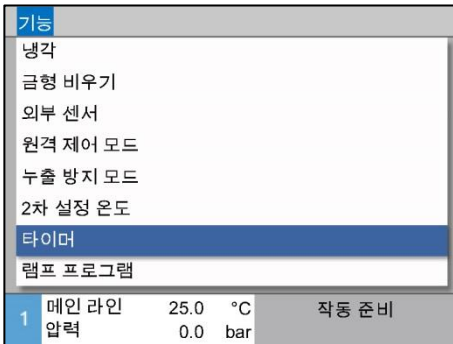 기능
냉각
금형 비우기
외부 센서
원격 제어 모드
누출 방지 모드
2차 설정 온도
타이머
램프 프로그램
1 메인 라인 25.0 °C 작동 준비
압력 0.0 bar